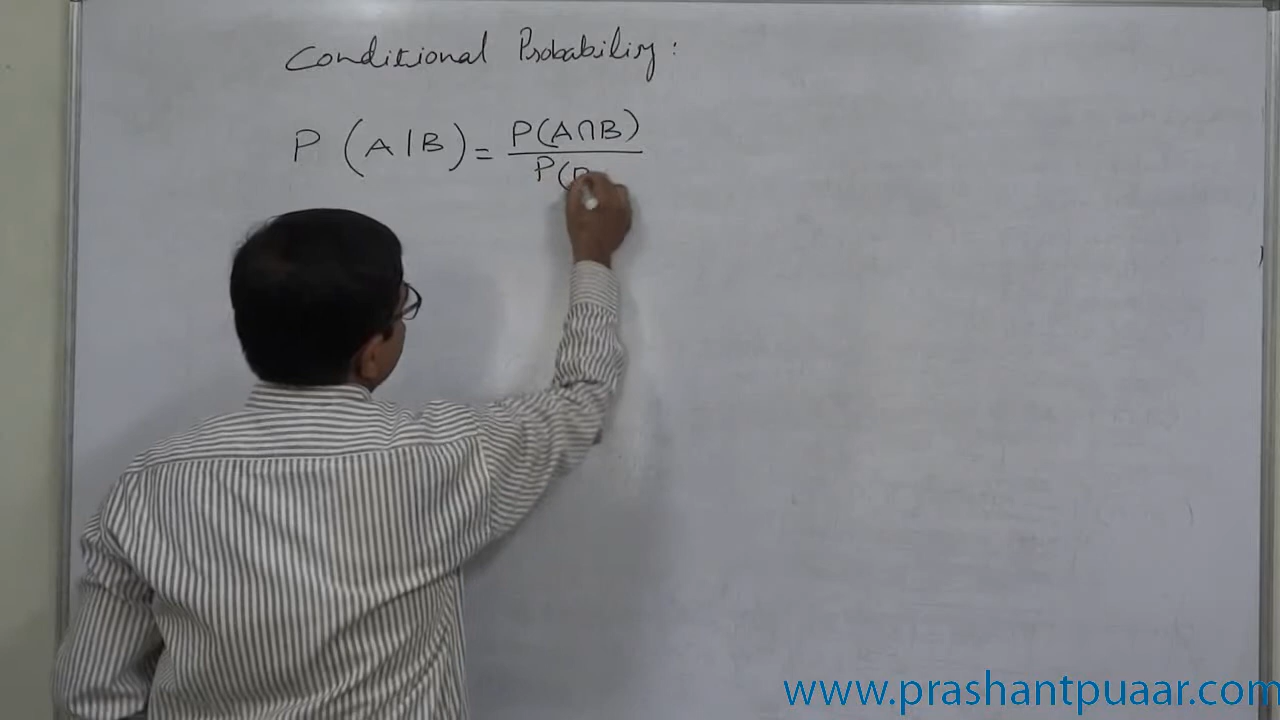 Conditional Probability:
P (A|B) = P(A∩B)
P(B
www.prashantpuaar.com